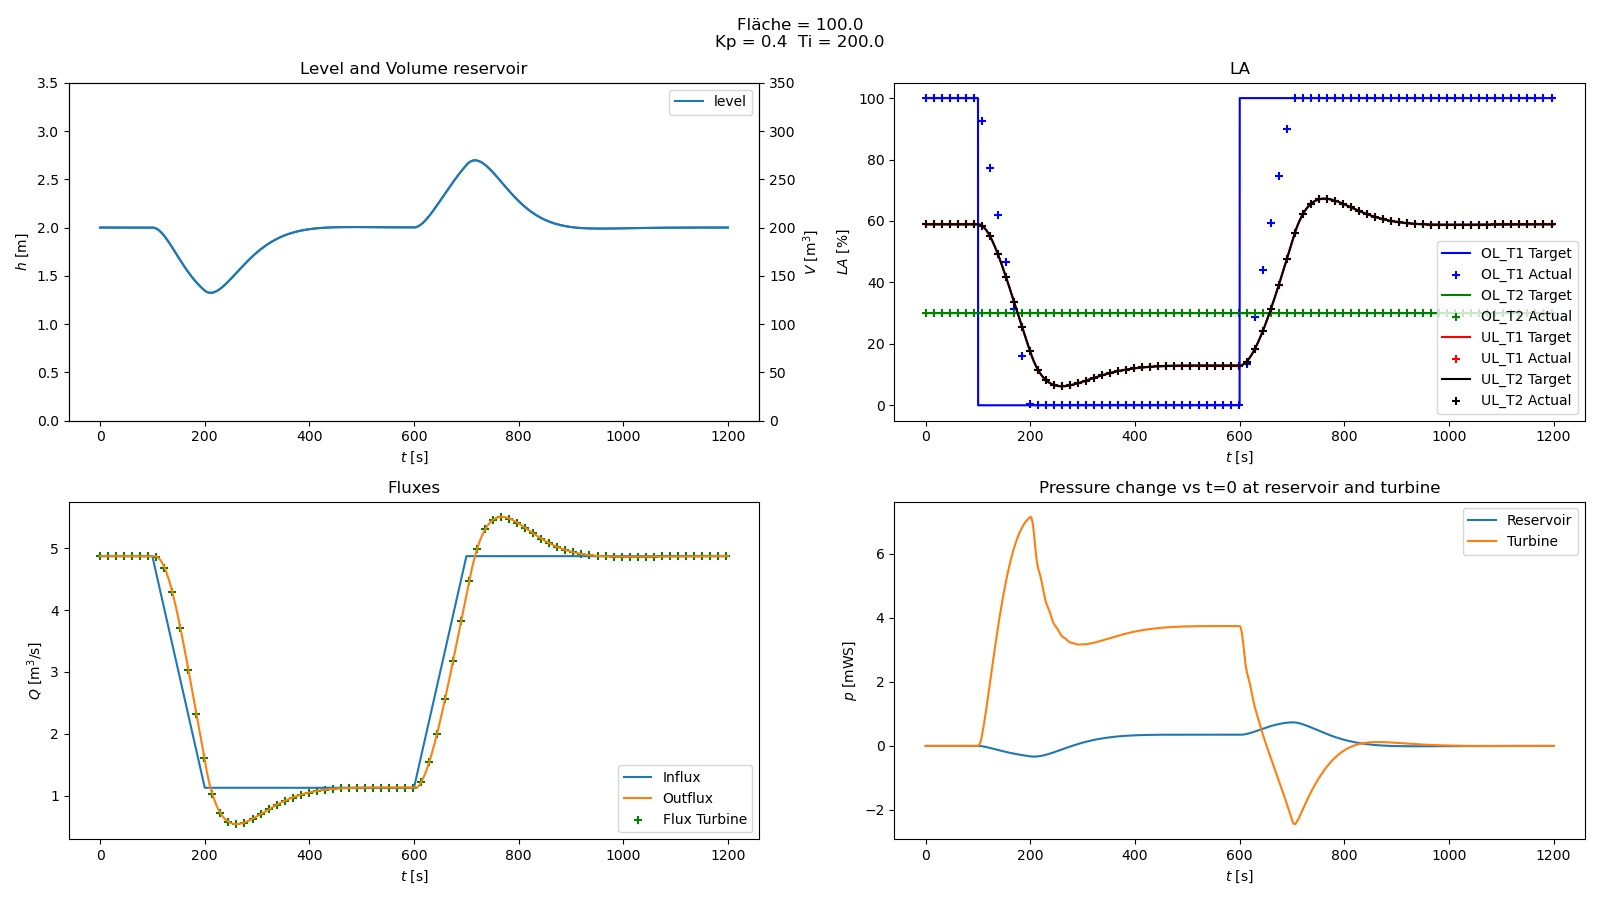 Fläche = 100.0
Kp = 0.4  Ti = 200.0
Level and Volume reservoir
3.5
3.0
2.5
2.0
1.5
1.0
0.5
0.0
h [m]
350
300
250
200
150
100
50
0
V [m³]
level
0 200 400 600 800 1000 1200
t [s]
LA
100
80
60
40
20
0
LA [%]
OL_T1 Target
OL_T1 Actual
OL_T2 Target
OL_T2 Actual
UL_T1 Target
UL_T1 Actual
UL_T2 Target
UL_T2 Actual
0 200 400 600 800 1000 1200
t [s]
Fluxes
5
4
3
2
1
Q [m³/s]
Influx
Outflux
Flux Turbine
0 200 400 600 800 1000 1200
t [s]
Pressure change vs t=0 at reservoir and turbine
6
4
2
0
−2
p [mWS]
Reservoir
Turbine
0 200 400 600 800 1000 1200
t [s]